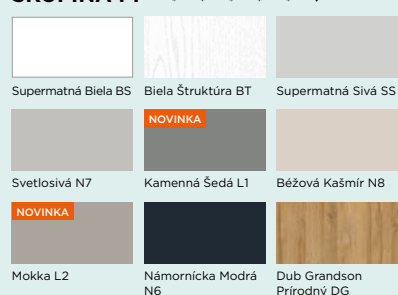 Supermatná Biela BS
Biela Štruktúra BT
Supermatná Sivá SS
NOVINKA
Svetlosivá N7
Kamenná Šedá L1
Béžová Kašmír N8
NOVINKA
Mokka L2
Námornícka Modrá
N6
Dub Grandson
Prírodný DG